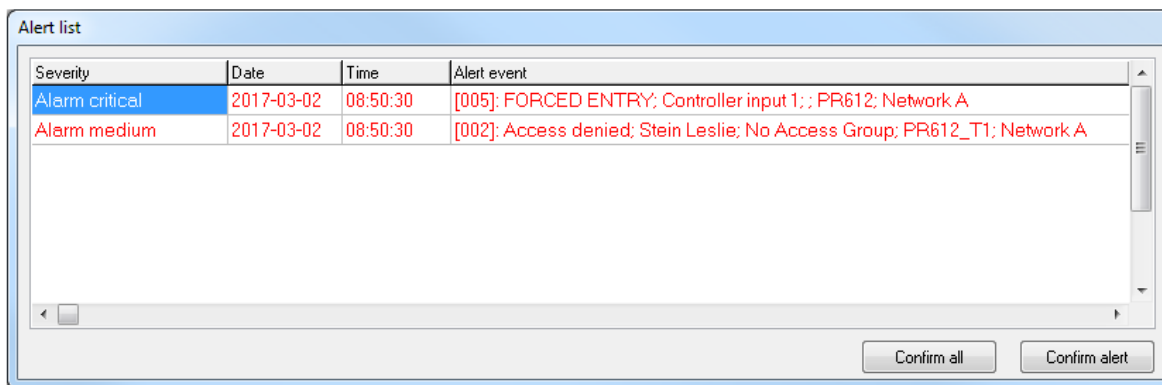 Alert list
Severity Date Time Alert event
Alarm critical 2017-03-02 08:50:30 [005]: FORCED ENTRY; Controller input 1; ; PR612; Network A
Alarm medium 2017-03-02 08:50:30 [002]: Access denied; Stein Leslie; No Access Group; PR612_T1; Network A
Confirm all Confirm alert